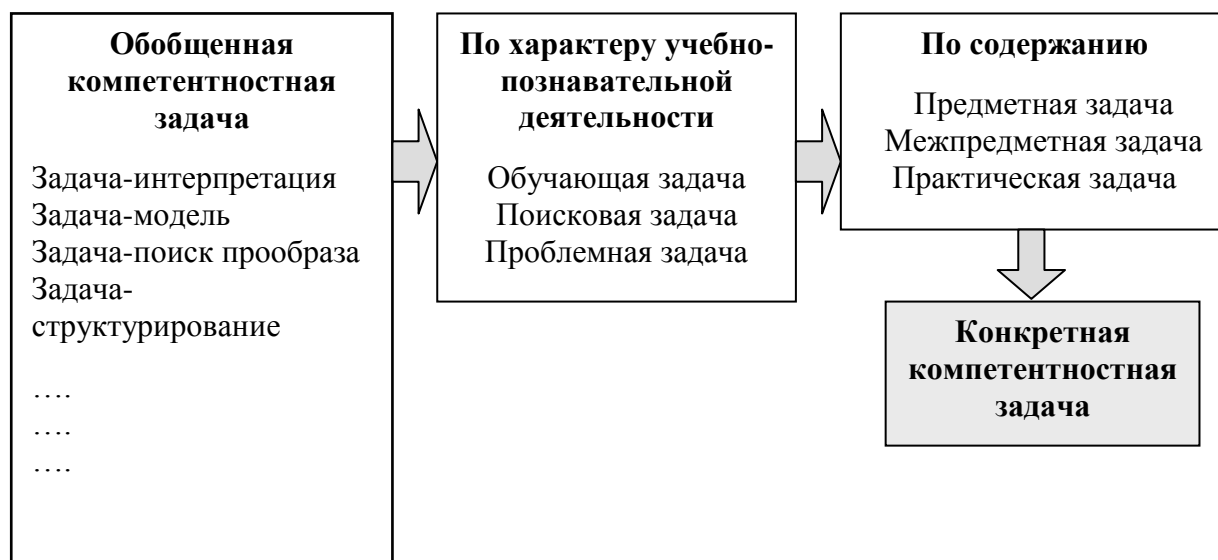 Обобщенная
компетентностная
задача
Задача-интерпретация
Задача-модель
Задача-поиск прообраза
Задача-
структурирование
….
….
….
По характеру учебно-
познавательной
деятельности
Обучающая задача
Поисковая задача
Проблемная задача
По содержанию
Предметная задача
Межпредметная задача
Практическая задача
Конкретная
компетентностная
задача